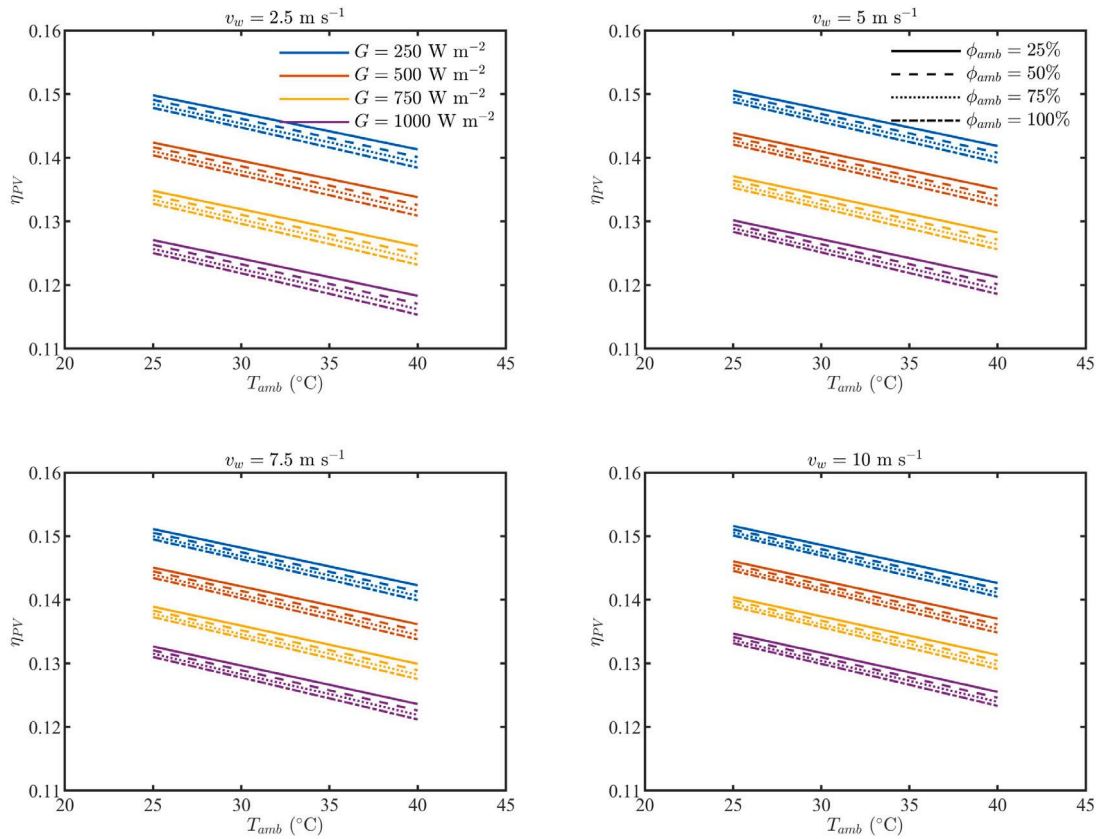 v_w = 2.5 m s⁻¹
0.16
0.15
0.14
0.13
0.12
0.11
η_PV
G = 250 W m⁻²
G = 500 W m⁻²
G = 750 W m⁻²
G = 1000 W m⁻²
20 25 30 35 40 45
T_amb (°C)
v_w = 5 m s⁻¹
0.16
0.15
0.14
0.13
0.12
0.11
η_PV
ϕ_amb = 25%
ϕ_amb = 50%
ϕ_amb = 75%
ϕ_amb = 100%
20 25 30 35 40 45
T_amb (°C)
v_w = 7.5 m s⁻¹
0.16
0.15
0.14
0.13
0.12
0.11
η_PV
20 25 30 35 40 45
T_amb (°C)
v_w = 10 m s⁻¹
0.16
0.15
0.14
0.13
0.12
0.11
η_PV
20 25 30 35 40 45
T_amb (°C)